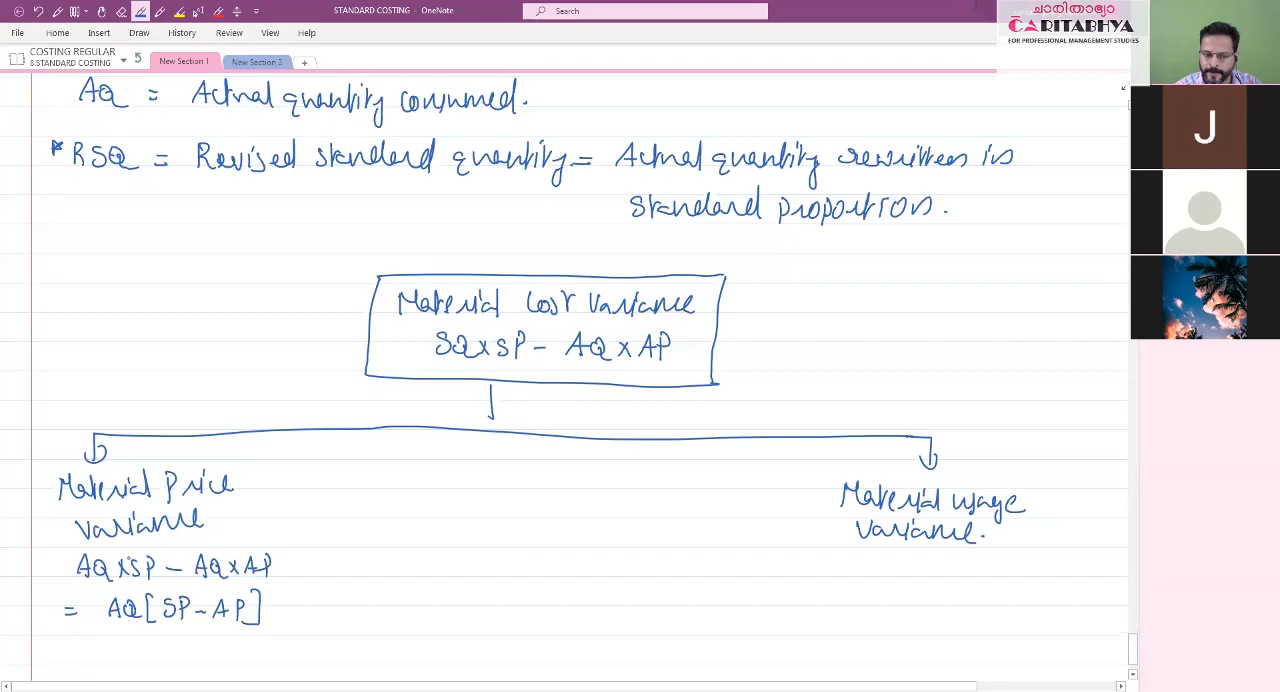 STANDARD COSTING - OneNote
Search
ചാരിതാഭ്യാ
CARITABHYA
FOR PROFESSIONAL MANAGEMENT STUDIES
File Home Insert Draw History Review View Help
COSTING REGULAR
8.STANDARD COSTING
New Section 1
New Section 2
AQ = Actual quantity consumed.
* RSQ = Revised standard quantity = Actual quantity rewritten in
standard proportion.
Material cost variance
SQ x SP - AQ x AP
Material Price
variance
AQ x SP - AQ x AP
= AQ [SP - AP]
Material usage
variance.
J